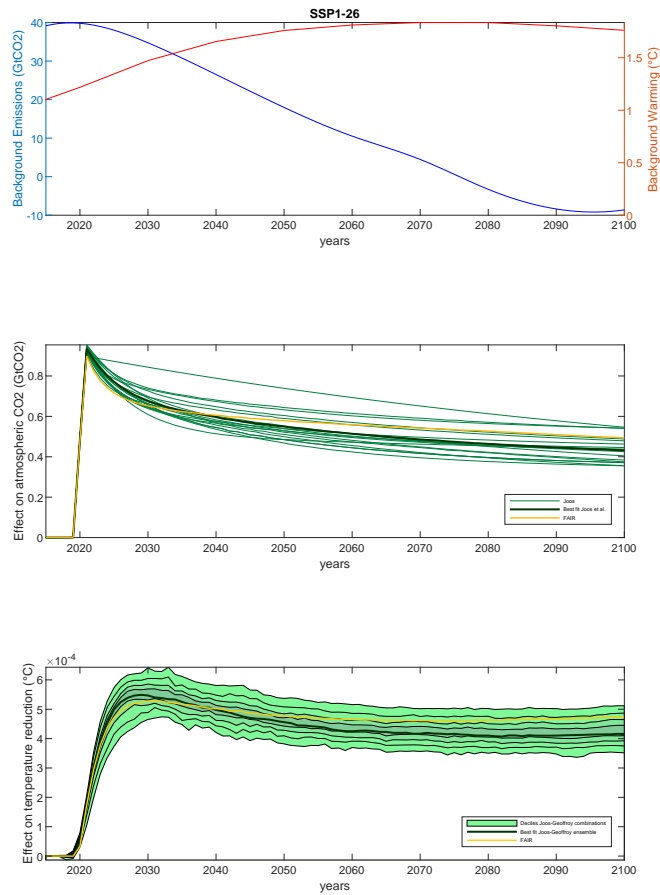 SSP1-26
40
30
20
10
0
-10
Background Emissions (GtCO2)
1.5
1
0.5
0
Background Warming (°C)
2020 2030 2040 2050 2060 2070 2080 2090 2100
years
0.8
0.6
0.4
0.2
0
Effect on atmospheric CO2 (GtCO2)
Joos
Best fit Joos et al.
FAIR
2020 2030 2040 2050 2060 2070 2080 2090 2100
years
×10⁻⁴
6
5
4
3
2
1
0
Effect on temperature reduction (°C)
Deciles Joos-Geoffroy combinations
Best fit Joos-Geoffroy ensemble
FAIR
2020 2030 2040 2050 2060 2070 2080 2090 2100
years